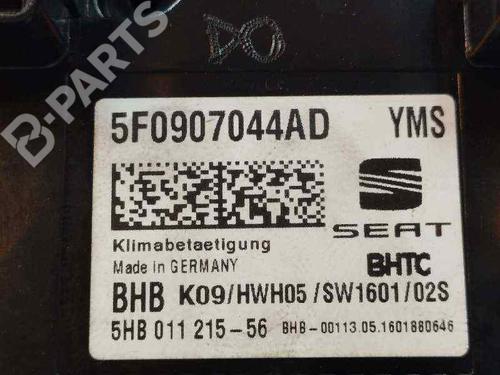 DO
B-PARTS
5F0907044AD YMS
SEAT
Klimabetaetigung
Made in GERMANY
BHTC
BHB K09/HWH05/SW1601/02S
5HB 011 215-56 BHB-00113.05.1601880646